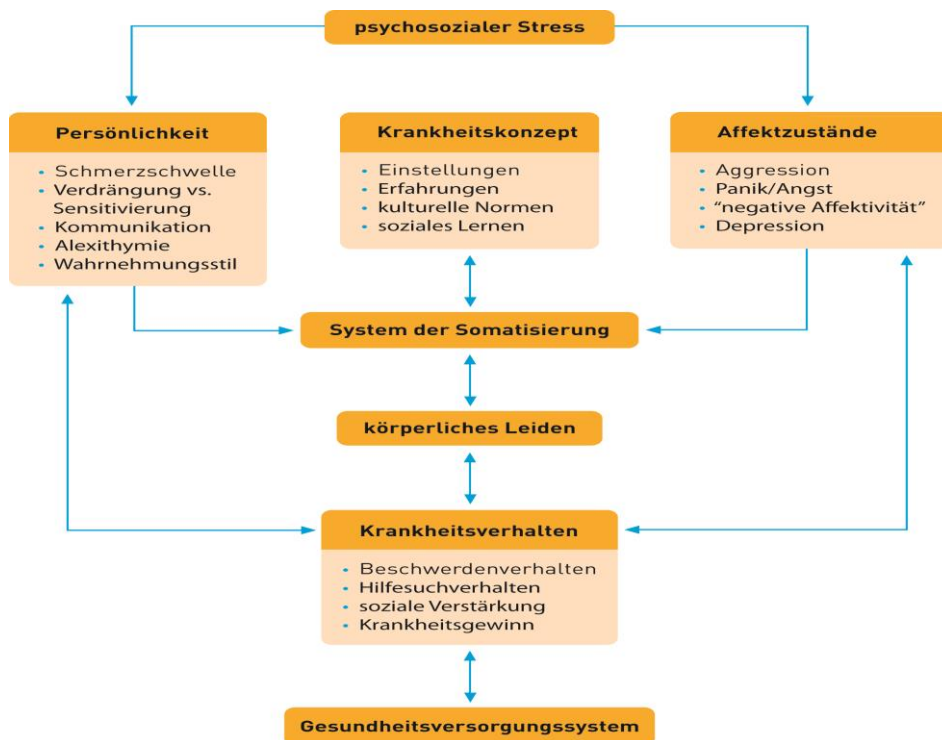 psychosozialer Stress
Persönlichkeit
• Schmerzschwelle
• Verdrängung vs.
Sensitivierung
• Kommunikation
• Alexithymie
• Wahrnehmungsstil
Krankheitskonzept
• Einstellungen
• Erfahrungen
• kulturelle Normen
• soziales Lernen
Affektzustände
• Aggression
• Panik/Angst
• “negative Affektivität”
• Depression
System der Somatisierung
körperliches Leiden
Krankheitsverhalten
• Beschwerdenverhalten
• Hilfesuchverhalten
• soziale Verstärkung
• Krankheitsgewinn
Gesundheitsversorgungssystem